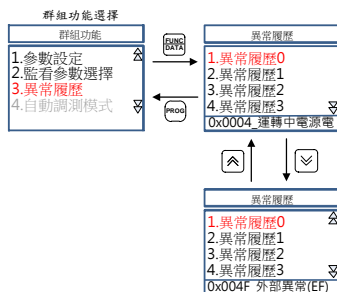 群組功能選擇
群組功能
1.參數設定
2.監看參數選擇
3.異常履歷
4.自動調測模式
FUNC
DATA
PROG
異常履歷
1.異常履歷0
2.異常履歷1
3.異常履歷2
4.異常履歷3
0x0004_運轉中電源電
異常履歷
1.異常履歷0
2.異常履歷1
3.異常履歷2
4.異常履歷3
0x004F 外部異常(EF)